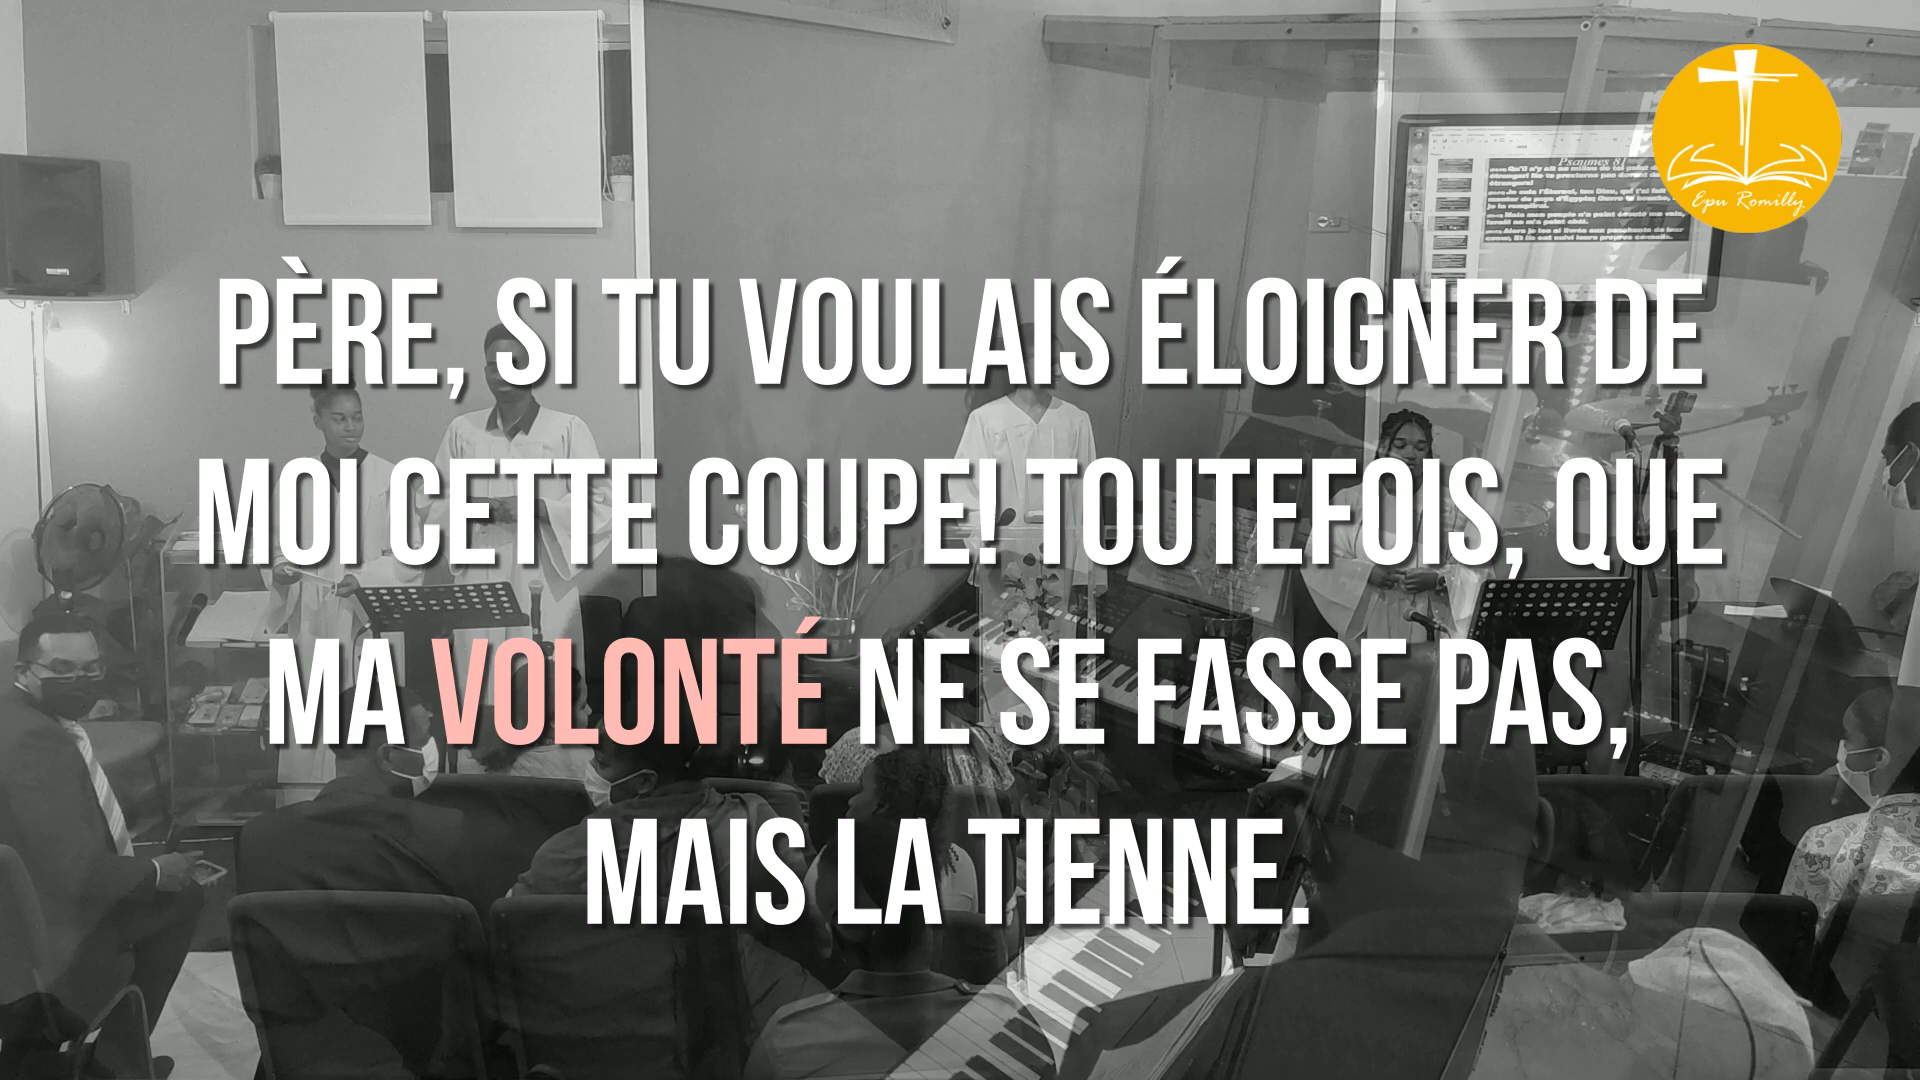 Psaumes 81
Epu Romilly
PÈRE, SI TU VOULAIS ÉLOIGNER DE
MOI CETTE COUPE! TOUTEFOIS, QUE
MA VOLONTÉ NE SE FASSE PAS,
MAIS LA TIENNE.